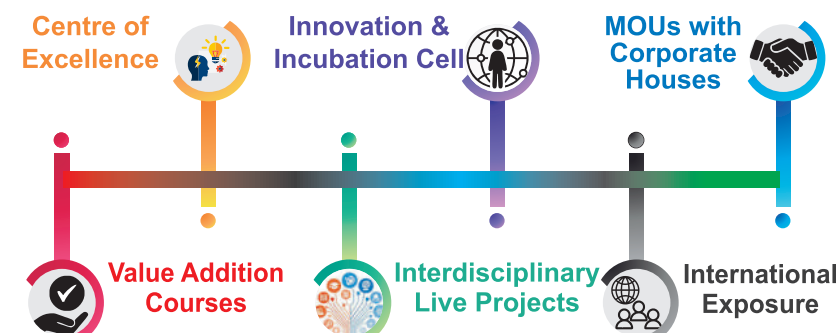 Centre of
Excellence
Innovation &
Incubation Cell
MOUs with
Corporate
Houses
Value Addition
Courses
Interdisciplinary
Live Projects
International
Exposure